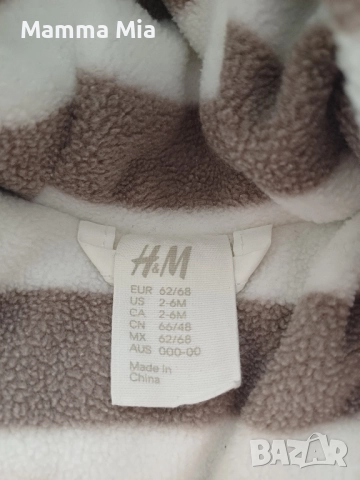 Mamma Mia
H&M
EUR 62/68
US 2-6M
CA 2-6M
CN 66/48
MX 62/68
AUS 000-00
Made in
China
BAZAR